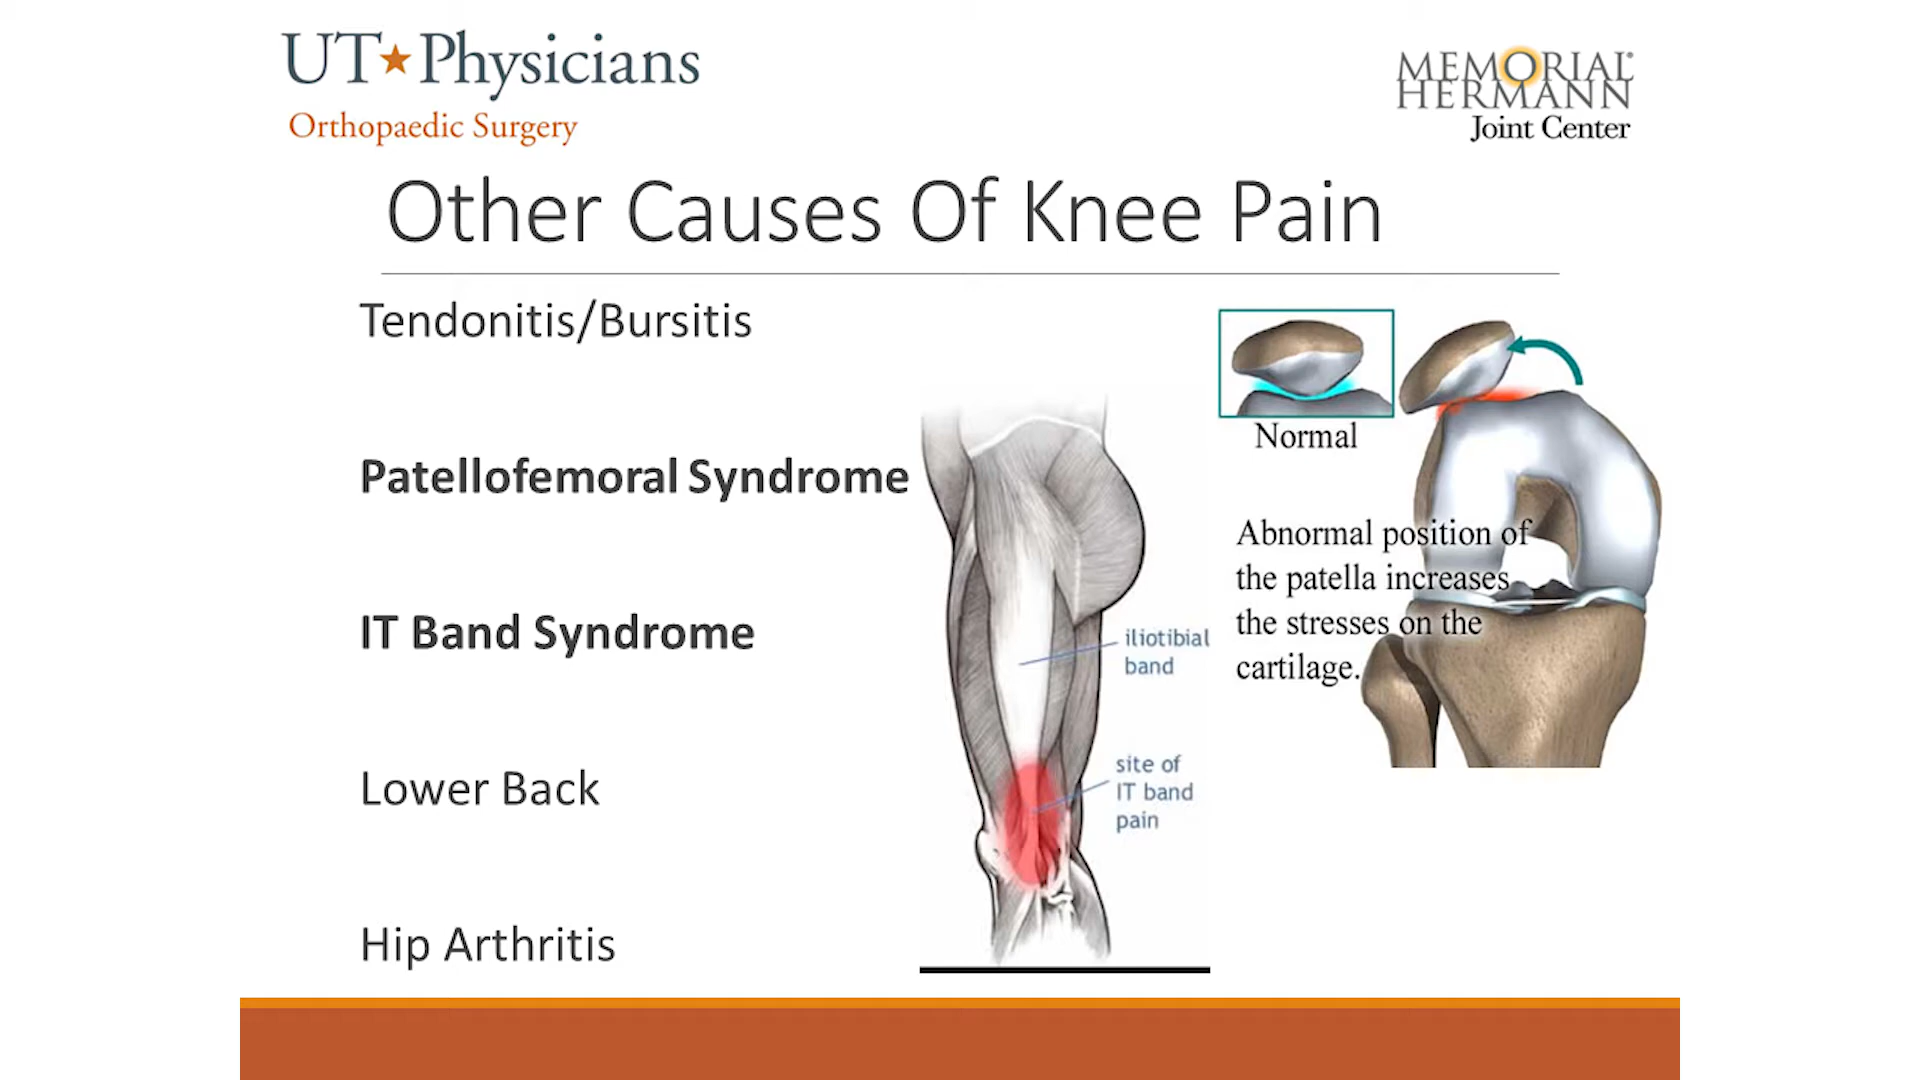 UT★Physicians
Orthopaedic Surgery
MEMORIAL®
HERMANN
Joint Center
Other Causes Of Knee Pain
Tendonitis/Bursitis
Patellofemoral Syndrome
IT Band Syndrome
Lower Back
Hip Arthritis
iliotibial
band
site of
IT band
pain
Normal
Abnormal position of
the patella increases
the stresses on the
cartilage.